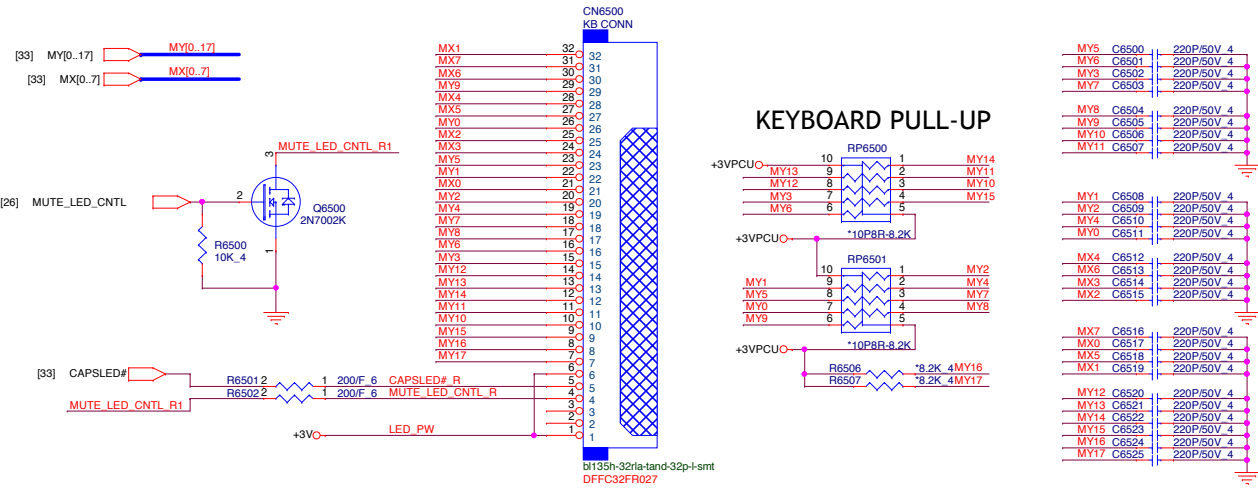 CN6500
KB CONN
[33] MY[0..17] MY[0..17]
[33] MX[0..7] MX[0..7]
MX1 32 32
MX7 31 31
MX6 30 30
MY9 29 29
MX4 28 28
MX5 27 27
MY0 26 26
MX2 25 25
MX3 24 24
MY5 23 23
MY1 22 22
MX0 21 21
MY2 20 20
MY4 19 19
MY7 18 18
MY8 17 17
MY6 16 16
MY3 15 15
MY12 14 14
MY13 13 13
MY14 12 12
MY11 11 11
MY10 10 10
MY15 9 9
MY16 8 8
MY17 7 7
6 6
5 5
4 4
3 3
2 2
1 1
MUTE_LED_CNTL_R1
3
[26] MUTE_LED_CNTL 2
Q6500
2N7002K
1
R6500
10K_4
[33] CAPSLED#
R6501 2 1 200/F_6 CAPSLED#_R
R6502 2 1 200/F_6 MUTE_LED_CNTL_R
MUTE_LED_CNTL_R1
+3V LED_PW
bl135h-32rla-tand-32p-l-smt
DFFC32FR027
KEYBOARD PULL-UP
RP6500
+3VPCU 10 1 MY14
MY13 9 2 MY11
MY12 8 3 MY10
MY3 7 4 MY15
MY6 6 5
*10P8R-8.2K
+3VPCU
RP6501
10 1 MY2
MY1 9 2 MY4
MY5 8 3 MY7
MY0 7 4 MY8
MY9 6 5
*10P8R-8.2K
+3VPCU
R6506 *8.2K_4 MY16
R6507 *8.2K_4 MY17
MY5 C6500 220P/50V_4
MY6 C6501 220P/50V_4
MY3 C6502 220P/50V_4
MY7 C6503 220P/50V_4
MY8 C6504 220P/50V_4
MY9 C6505 220P/50V_4
MY10 C6506 220P/50V_4
MY11 C6507 220P/50V_4
MY1 C6508 220P/50V_4
MY2 C6509 220P/50V_4
MY4 C6510 220P/50V_4
MY0 C6511 220P/50V_4
MX4 C6512 220P/50V_4
MX6 C6513 220P/50V_4
MX3 C6514 220P/50V_4
MX2 C6515 220P/50V_4
MX7 C6516 220P/50V_4
MX0 C6517 220P/50V_4
MX5 C6518 220P/50V_4
MX1 C6519 220P/50V_4
MY12 C6520 220P/50V_4
MY13 C6521 220P/50V_4
MY14 C6522 220P/50V_4
MY15 C6523 220P/50V_4
MY16 C6524 220P/50V_4
MY17 C6525 220P/50V_4